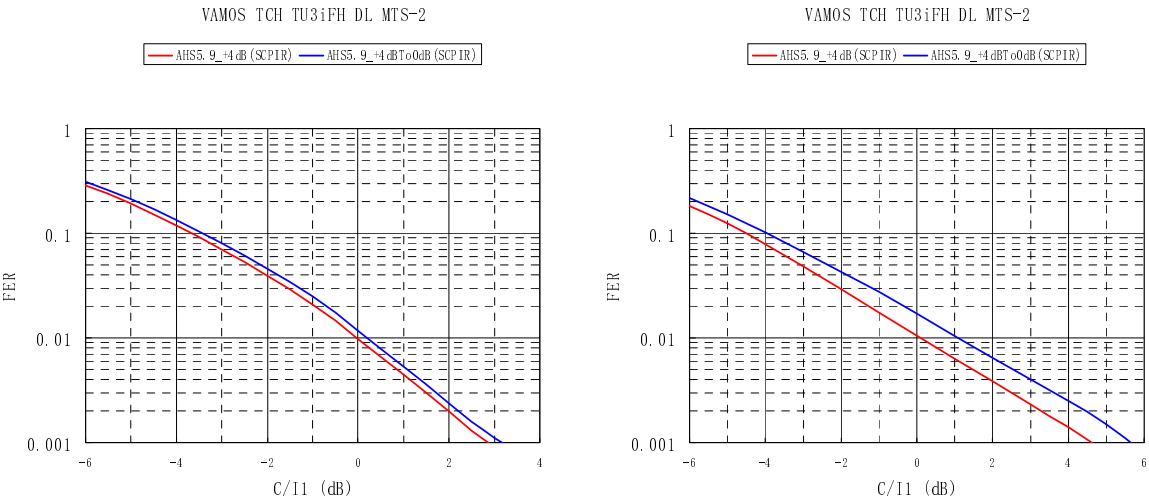 VAMOS TCH TU3iFH DL MTS-2
AHS5.9_+4dB(SCPIR) AHS5.9_+4dBTo0dB(SCPIR)
1
0.1
0.01
0.001
FER
-6 -4 -2 0 2 4
C/I1 (dB)
VAMOS TCH TU3iFH DL MTS-2
AHS5.9_+4dB(SCPIR) AHS5.9_+4dBTo0dB(SCPIR)
1
0.1
0.01
0.001
FER
-6 -4 -2 0 2 4 6
C/I1 (dB)